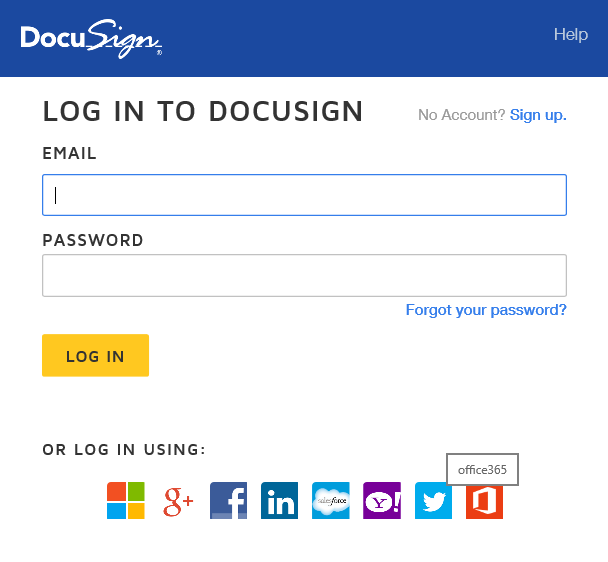 DocuSign®
Help
LOG IN TO DOCUSIGN
No Account? Sign up.
EMAIL
PASSWORD
Forgot your password?
LOG IN
OR LOG IN USING:
office365
g+
f
in
salesforce
Y!